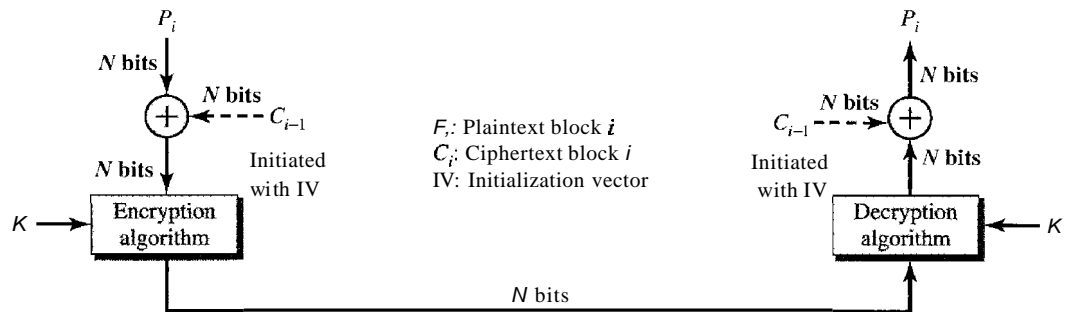 P_i
N bits
N bits
C_{i-1}
N bits
Initiated
with IV
K
Encryption
algorithm
F,: Plaintext block i
C_i: Ciphertext block i
IV: Initialization vector
P_i
N bits
N bits
C_{i-1}
N bits
Initiated
with IV
Decryption
algorithm
K
N bits